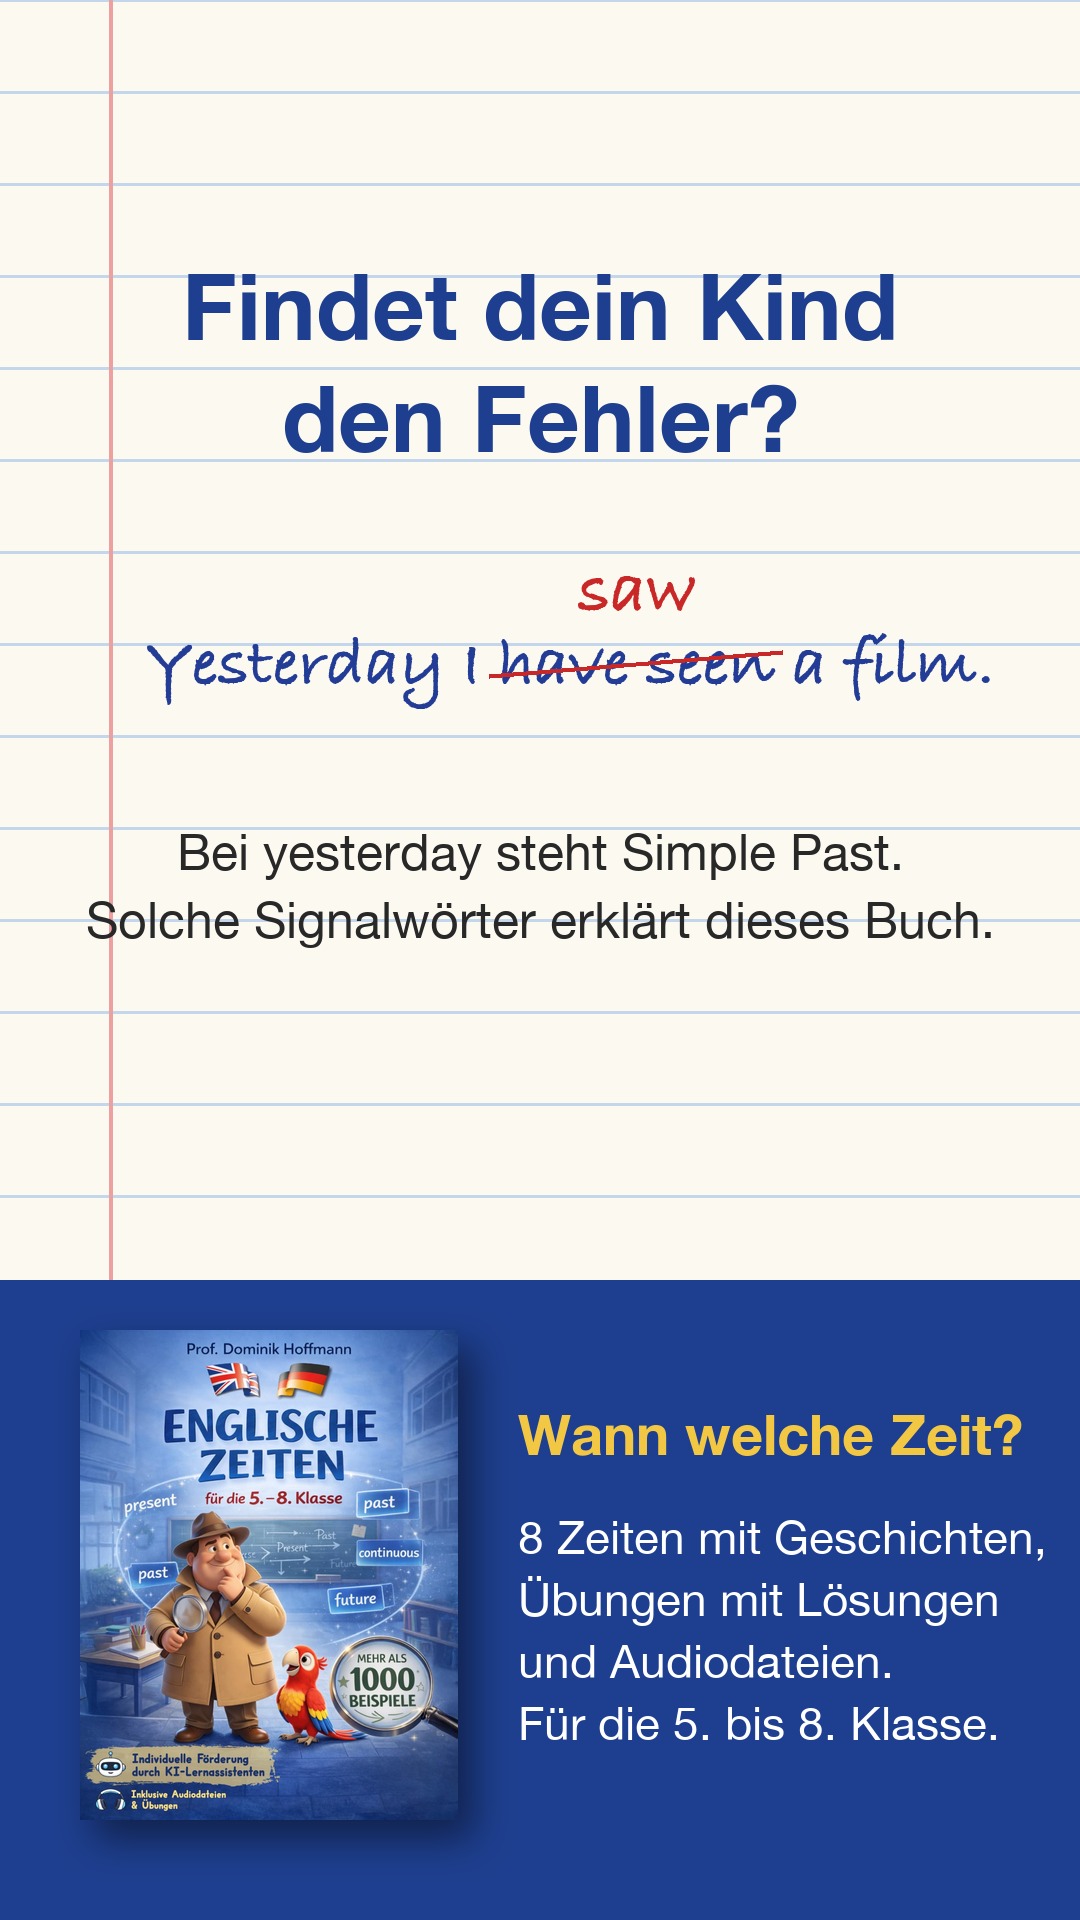 Findet dein Kind
den Fehler?
saw
Yesterday I have seen a film.
Bei yesterday steht Simple Past.
Solche Signalwörter erklärt dieses Buch.
Prof. Dominik Hoffmann
ENGLISCHE
ZEITEN
für die 5.–8. Klasse
present
past
Past
Present
Future
continuous
past
future
MEHR ALS
1000
BEISPIELE
Individuelle Förderung
durch KI-Lernassistenten
Inklusive Audiodateien
& Übungen
Wann welche Zeit?
8 Zeiten mit Geschichten,
Übungen mit Lösungen
und Audiodateien.
Für die 5. bis 8. Klasse.